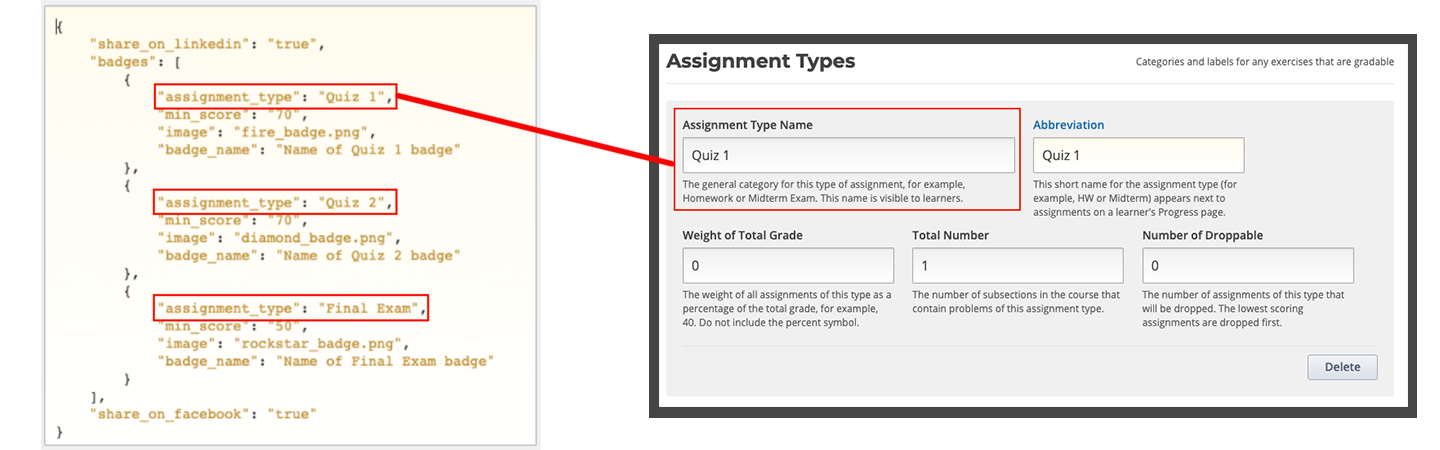 {
"share_on_linkedin": "true",
"badges": [
{
"assignment_type": "Quiz 1",
"min_score": "70",
"image": "fire_badge.png",
"badge_name": "Name of Quiz 1 badge"
},
{
"assignment_type": "Quiz 2",
"min_score": "70",
"image": "diamond_badge.png",
"badge_name": "Name of Quiz 2 badge"
},
{
"assignment_type": "Final Exam",
"min_score": "50",
"image": "rockstar_badge.png",
"badge_name": "Name of Final Exam badge"
}
],
"share_on_facebook": "true"
}
Assignment Types
Categories and labels for any exercises that are gradable
Assignment Type Name
Quiz 1
The general category for this type of assignment, for example,
Homework or Midterm Exam. This name is visible to learners.
Abbreviation
Quiz 1
This short name for the assignment type (for
example, HW or Midterm) appears next to
assignments on a learner's Progress page.
Weight of Total Grade
0
The weight of all assignments of this type as a
percentage of the total grade, for example,
40. Do not include the percent symbol.
Total Number
1
The number of subsections in the course that
contain problems of this assignment type.
Number of Droppable
0
The number of assignments of this type that
will be dropped. The lowest scoring
assignments are dropped first.
Delete